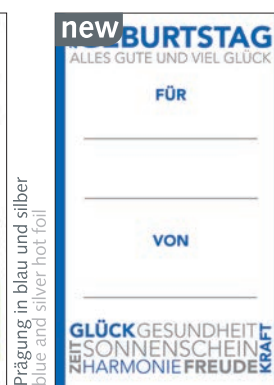 new
BURTSTAG
ALLES GUTE UND VIEL GLÜCK
FÜR
VON
GLÜCK GESUNDHEIT
ZEIT SONNENSCHEIN KRAFT
HARMONIE FREUDE
Prägung in blau und silber
blue and silver hot foil